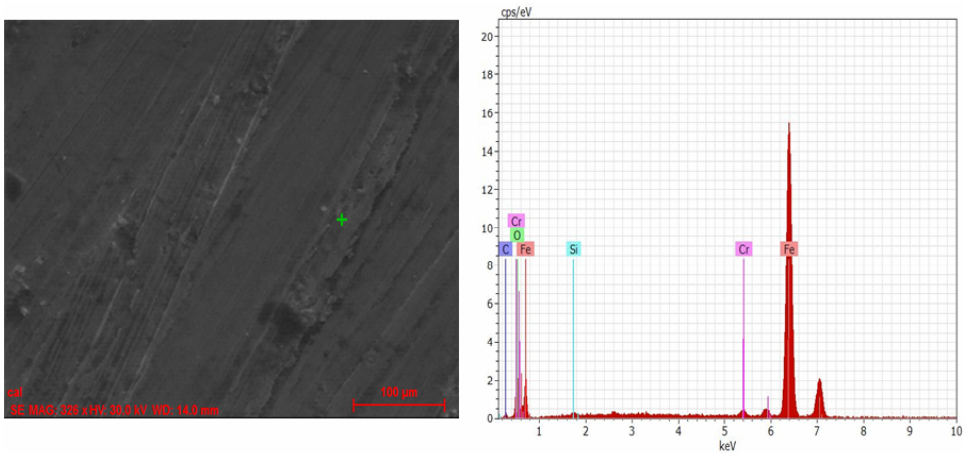 cal
SE MAG: 326 x HV: 30.0 kV WD: 14.0 mm
100 µm
cps/eV
20
18
16
14
12
10
8
6
4
2
0
Cr
O
C Fe Si Cr Fe
1 2 3 4 5 6 7 8 9 10
keV